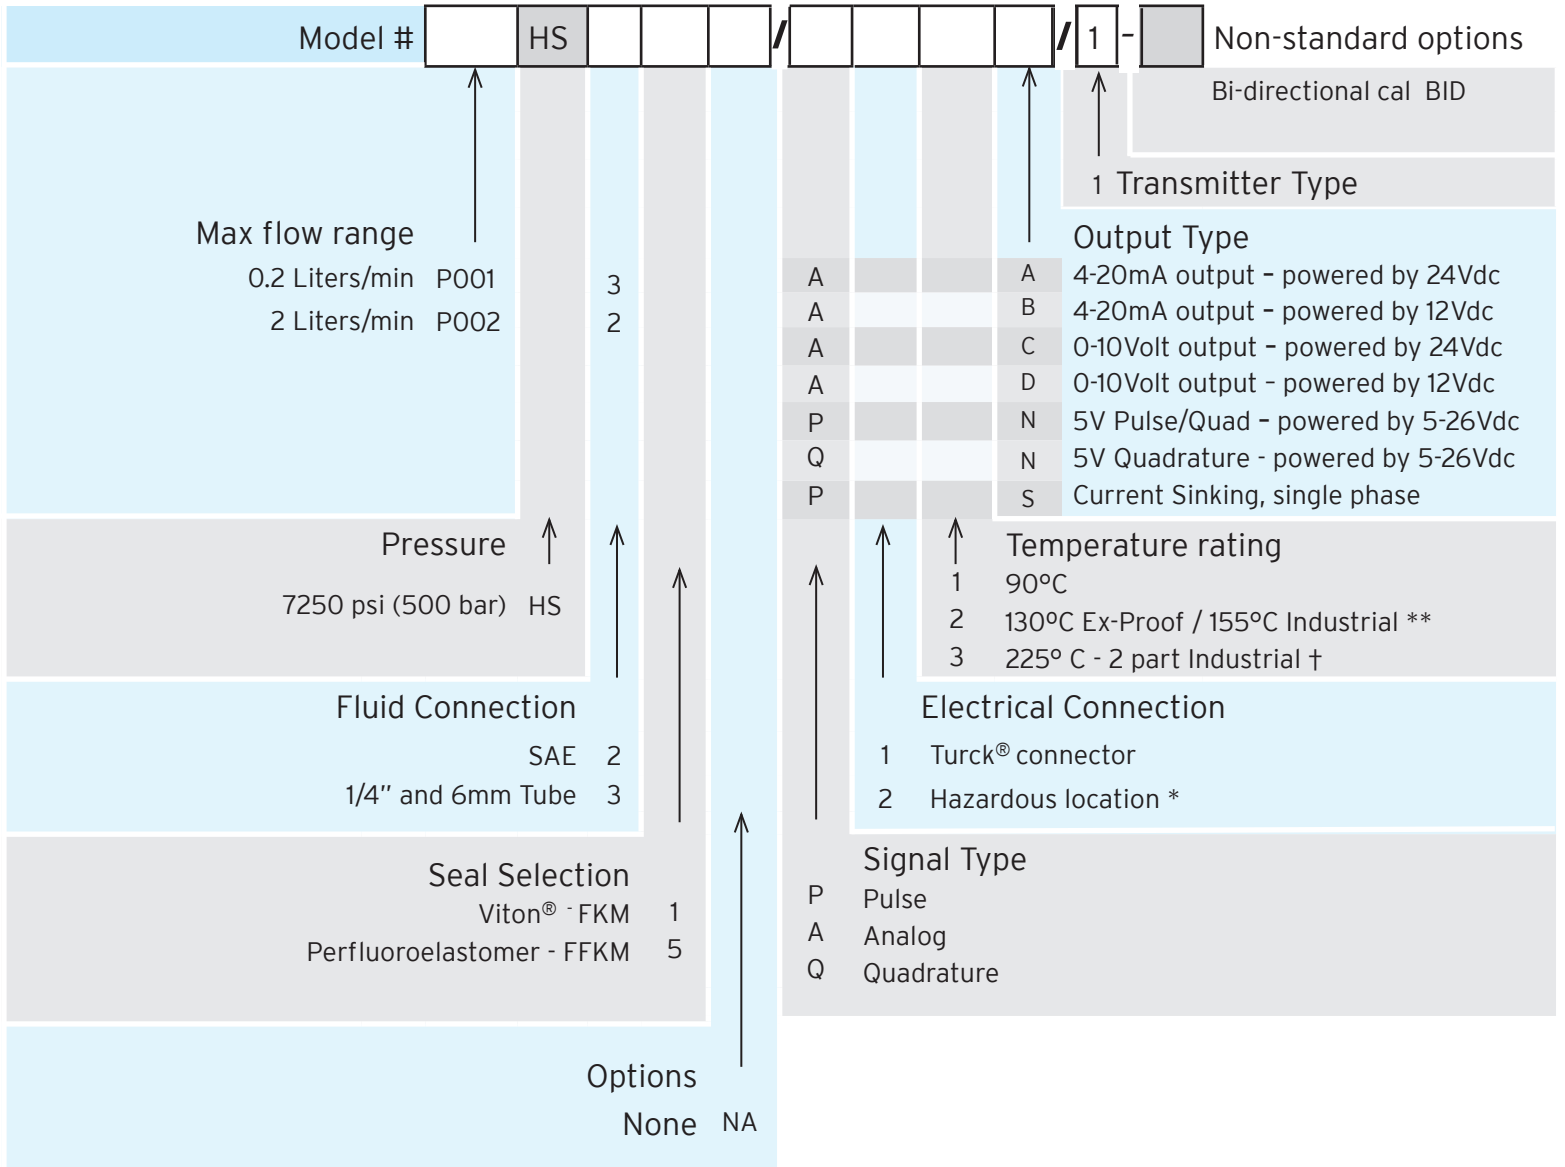 Model # HS / / 1 - Non-standard options
Bi-directional cal BID
1 Transmitter Type
Max flow range
0.2 Liters/min P001 3
2 Liters/min P002 2
Output Type
A A 4-20mA output – powered by 24Vdc
A B 4-20mA output – powered by 12Vdc
A C 0-10Volt output – powered by 24Vdc
A D 0-10Volt output – powered by 12Vdc
P N 5V Pulse/Quad – powered by 5-26Vdc
Q N 5V Quadrature - powered by 5-26Vdc
P S Current Sinking, single phase
Pressure
7250 psi (500 bar) HS
Temperature rating
1 90°C
2 130°C Ex-Proof / 155°C Industrial **
3 225° C - 2 part Industrial †
Fluid Connection
SAE 2
1/4” and 6mm Tube 3
Electrical Connection
1 Turck® connector
2 Hazardous location *
Seal Selection
Viton® - FKM 1
Perfluoroelastomer - FFKM 5
Signal Type
P Pulse
A Analog
Q Quadrature
Options
None NA